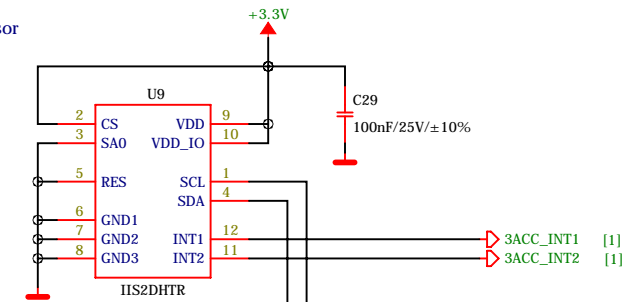 +3.3V
sor
U9
C29
100nF/25V/±10%
2 CS VDD 9
3 SA0 VDD_IO 10
5 RES SCL 1
SDA 4
6 GND1
7 GND2 INT1 12 3ACC_INT1 [1]
8 GND3 INT2 11 3ACC_INT2 [1]
IIS2DHTR